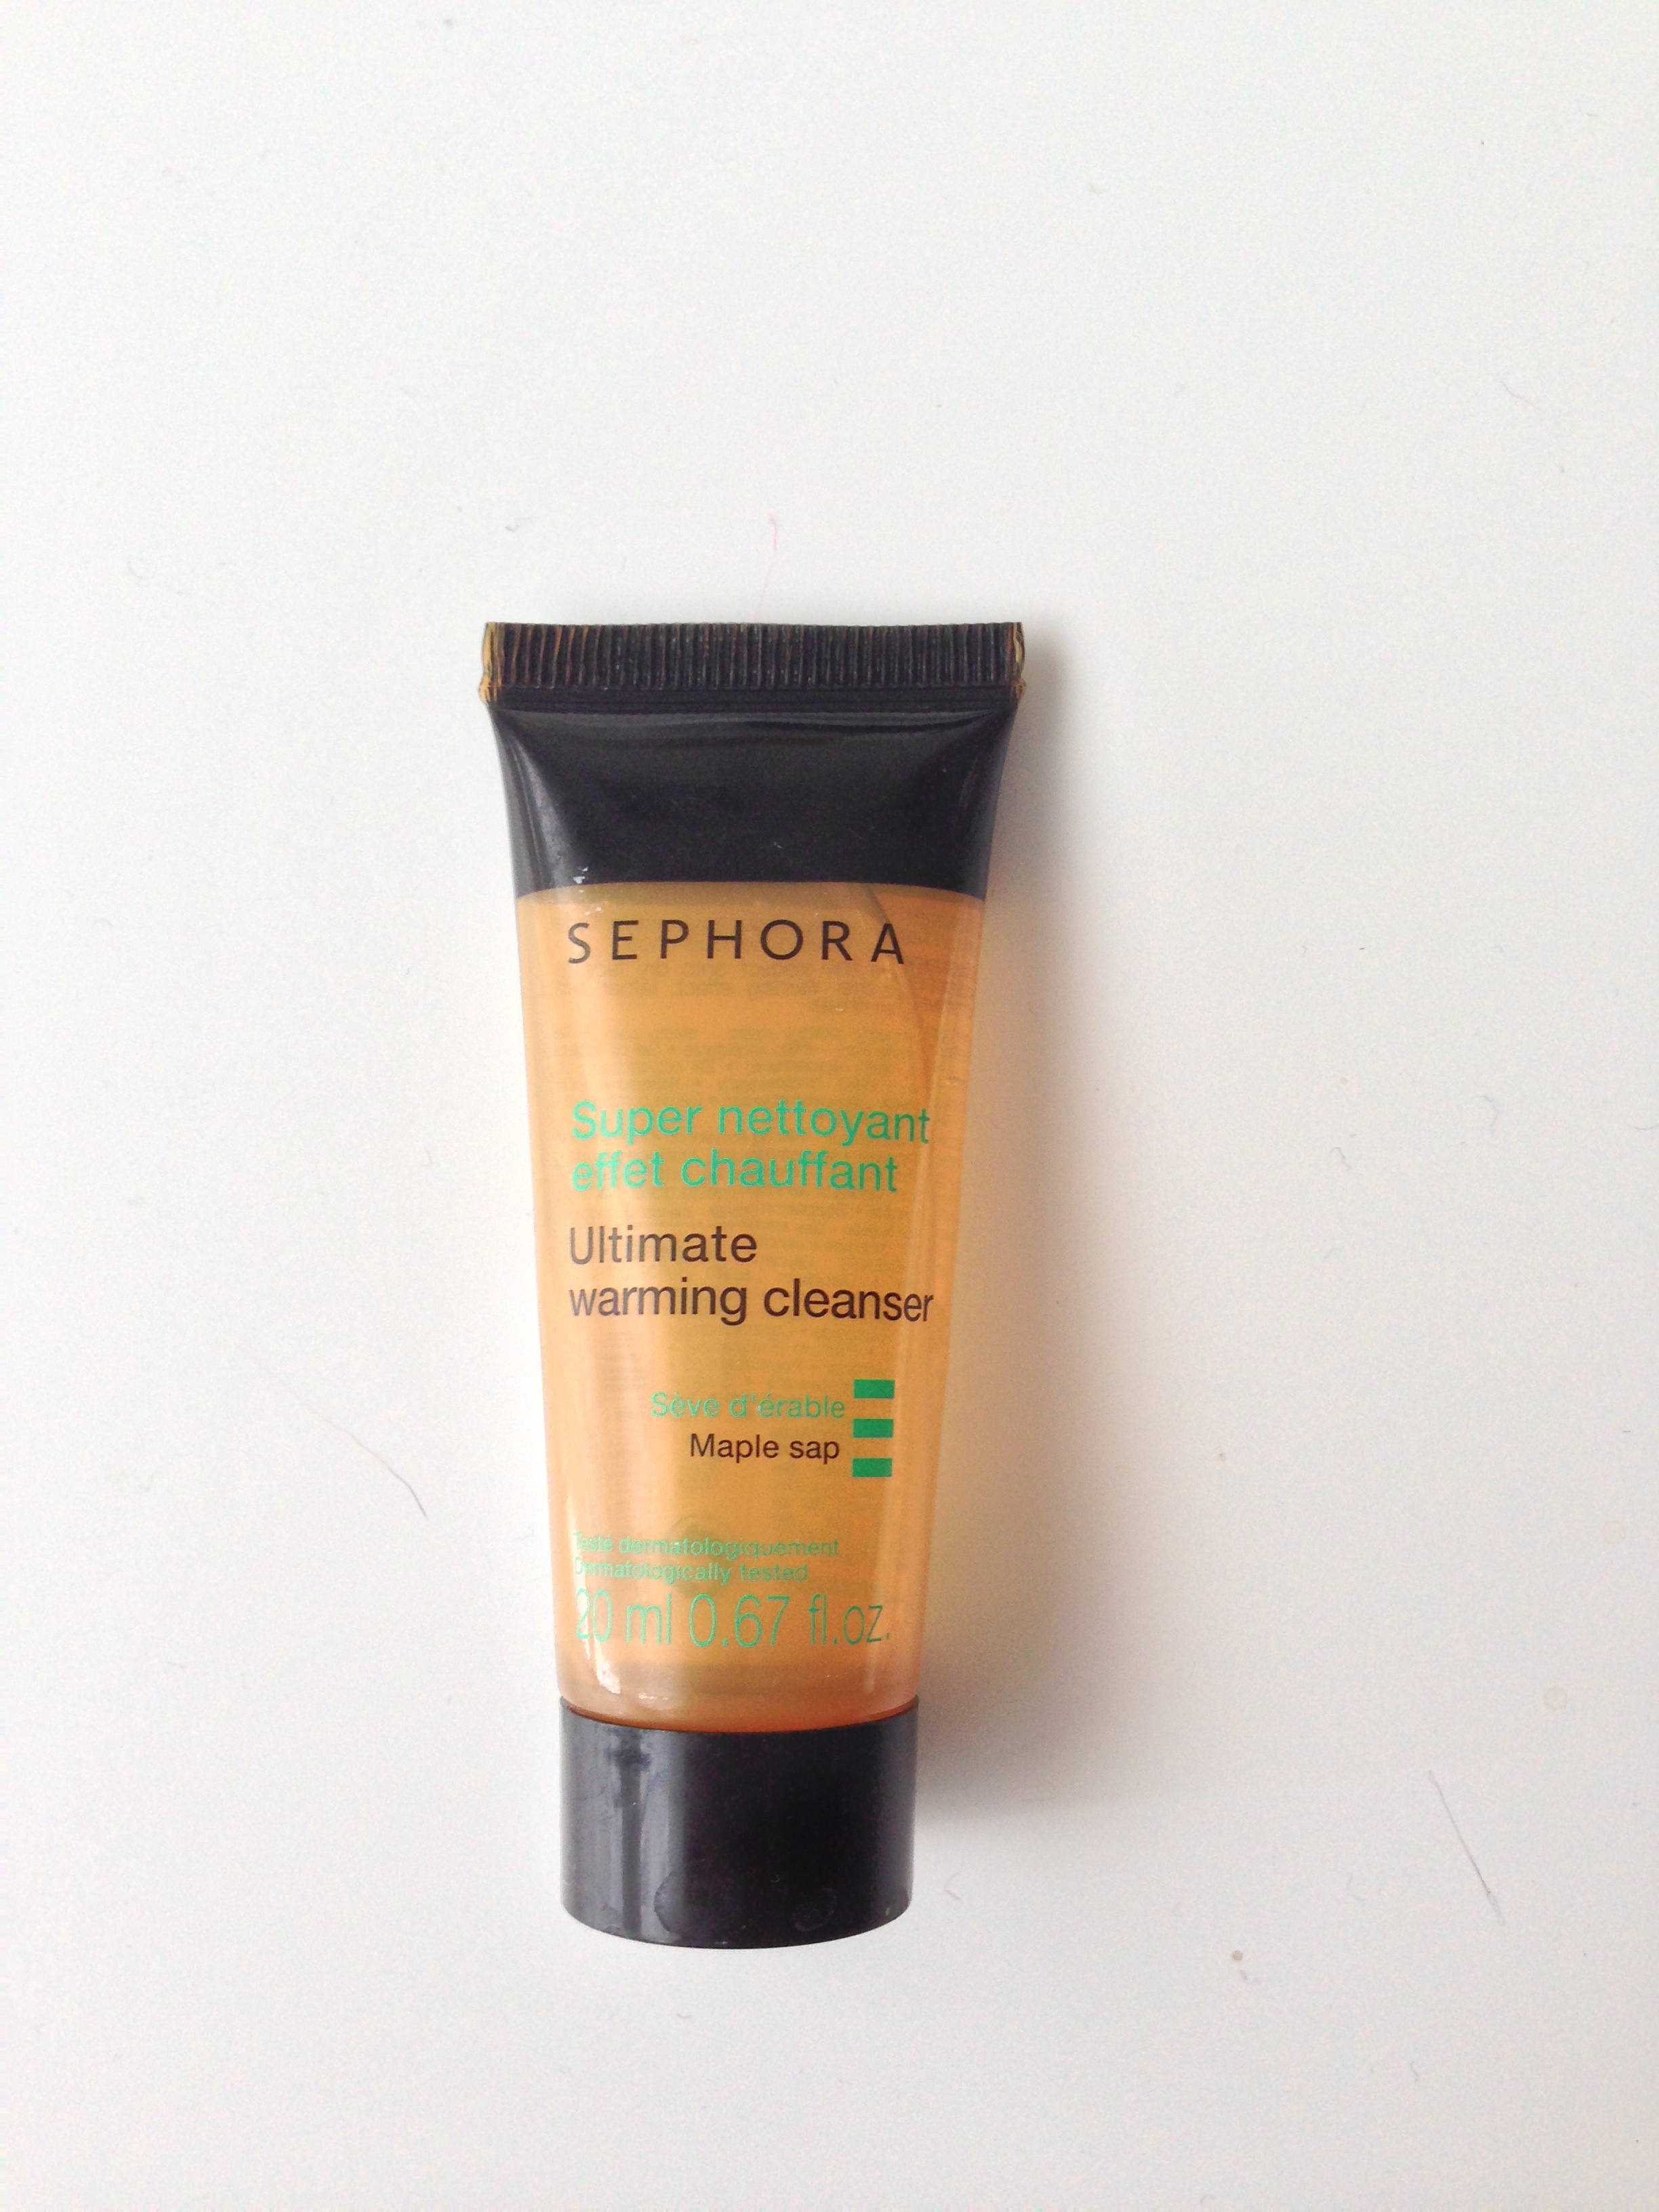 SEPHORA
Super nettoyant
effet chauffant
Ultimate
warming cleanser
Sève d'érable
Maple sap
Testé dermatologiquement
Dermatologically tested
20 ml 0.67 fl.oz.